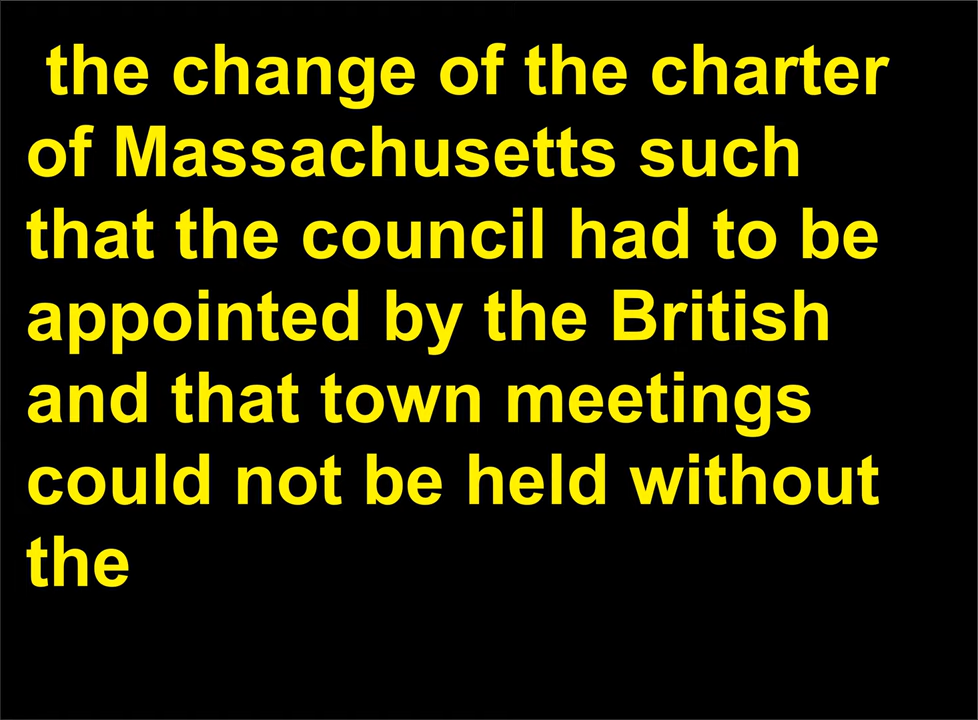 the change of the charter
of Massachusetts such
that the council had to be
appointed by the British
and that town meetings
could not be held without
the